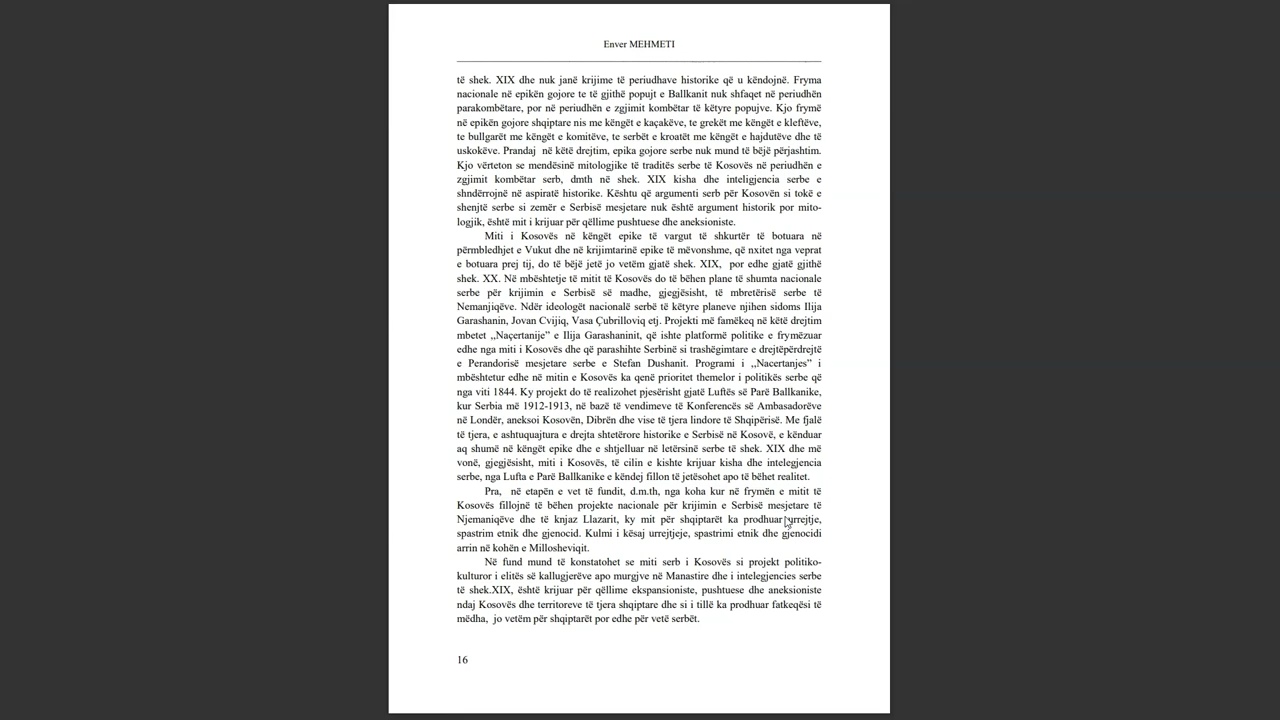 Enver MEHMETI
të shek. XIX dhe nuk janë krijime të periudhave historike që u këndojnë. Fryma
nacionale në epikën gojore te të gjithë popujt e Ballkanit nuk shfaqet në periudhën
parakombëtare, por në periudhën e zgjimit kombëtar të këtyre popujve. Kjo frymë
në epikën gojore shqiptare nis me këngët e kaçakëve, te grekët me këngët e kleftëve,
te bullgarët me këngët e komitëve, te serbët e kroatët me këngët e hajdutëve dhe të
uskokëve. Prandaj  në këtë drejtim, epika gojore serbe nuk mund të bëjë përjashtim.
Kjo vërteton se mendësinë mitologjike të traditës serbe të Kosovës në periudhën e
zgjimit kombëtar serb, dmth në shek. XIX kisha dhe inteligjencia serbe e
shndërrojnë në aspiratë historike. Kështu që argumenti serb për Kosovën si tokë e
shenjtë serbe si zemër e Serbisë mesjetare nuk është argument historik por mito-
logjik, është mit i krijuar për qëllime pushtuese dhe aneksioniste.
Miti i Kosovës në këngët epike të vargut të shkurtër të botuara në
përmbledhjet e Vukut dhe në krijimtarinë epike të mëvonshme, që nxitet nga veprat
e botuara prej tij, do të bëjë jetë jo vetëm gjatë shek. XIX,  por edhe gjatë gjithë
shek. XX. Në mbështetje të mitit të Kosovës do të bëhen plane të shumta nacionale
serbe për krijimin e Serbisë së madhe, gjegjësisht, të mbretërisë serbe të
Nemanjiqëve. Ndër ideologët nacionalë serbë të këtyre planeve njihen sidoms Ilija
Garashanin, Jovan Cvijiq, Vasa Çubrilloviq etj. Projekti më famëkeq në këtë drejtim
mbetet ,,Naçertanije” e Ilija Garashaninit, që ishte platformë politike e frymëzuar
edhe nga miti i Kosovës dhe që parashihte Serbinë si trashëgimtare e drejtëpërdrejtë
e Perandorisë mesjetare serbe e Stefan Dushanit. Programi i ,,Nacertanjes” i
mbështetur edhe në mitin e Kosovës ka qenë prioritet themelor i politikës serbe që
nga viti 1844. Ky projekt do të realizohet pjesërisht gjatë Luftës së Parë Ballkanike,
kur Serbia më 1912-1913, në bazë të vendimeve të Konferencës së Ambasadorëve
në Londër, aneksoi Kosovën, Dibrën dhe vise të tjera lindore të Shqipërisë. Me fjalë
të tjera, e ashtuquajtura e drejta shtetërore historike e Serbisë në Kosovë, e kënduar
aq shumë në këngët epike dhe e shtjelluar në letërsinë serbe të shek. XIX dhe më
vonë, gjegjësisht, miti i Kosovës, të cilin e kishte krijuar kisha dhe intelegjencia
serbe, nga Lufta e Parë Ballkanike e këndej fillon të jetësohet apo të bëhet realitet.
Pra,  në etapën e vet të fundit, d.m.th, nga koha kur në frymën e mitit të
Kosovës fillojnë të bëhen projekte nacionale për krijimin e Serbisë mesjetare të
Njemaniqëve dhe të knjaz Llazarit, ky mit për shqiptarët ka prodhuar urrejtje,
spastrim etnik dhe gjenocid. Kulmi i kësaj urrejtjeje, spastrimi etnik dhe gjenocidi
arrin në kohën e Millosheviqit.
Në fund mund të konstatohet se miti serb i Kosovës si projekt politiko-
kulturor i elitës së kallugjerëve apo murgjve në Manastire dhe i intelegjencies serbe
të shek.XIX, është krijuar për qëllime ekspansioniste, pushtuese dhe aneksioniste
ndaj Kosovës dhe territoreve të tjera shqiptare dhe si i tillë ka prodhuar fatkeqësi të
mëdha,  jo vetëm për shqiptarët por edhe për vetë serbët.
16